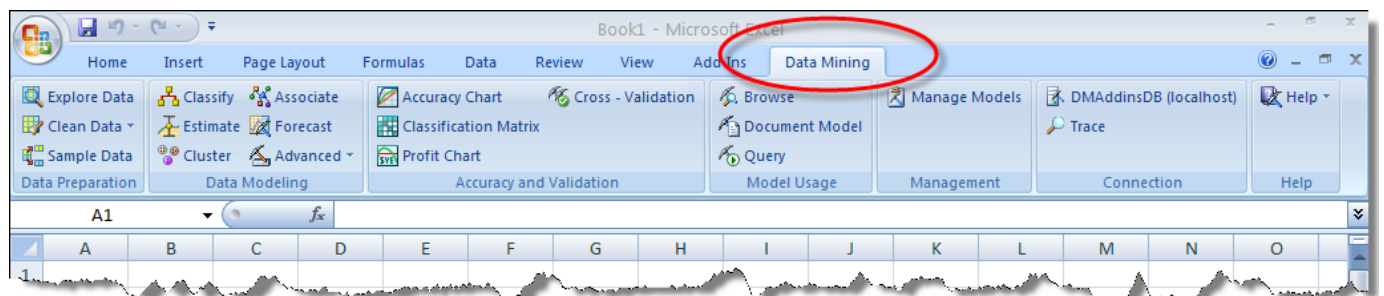 Book1 - Microsoft Excel
Home Insert Page Layout Formulas Data Review View Add-Ins Data Mining
Explore Data Classify Associate Accuracy Chart Cross - Validation Browse Manage Models DMAddinsDB (localhost) Help
Clean Data Estimate Forecast Classification Matrix Document Model Trace
Sample Data Cluster Advanced Profit Chart Query
Data Preparation Data Modeling Accuracy and Validation Model Usage Management Connection Help
A1 fx
A B C D E F G H I J K L M N O
1